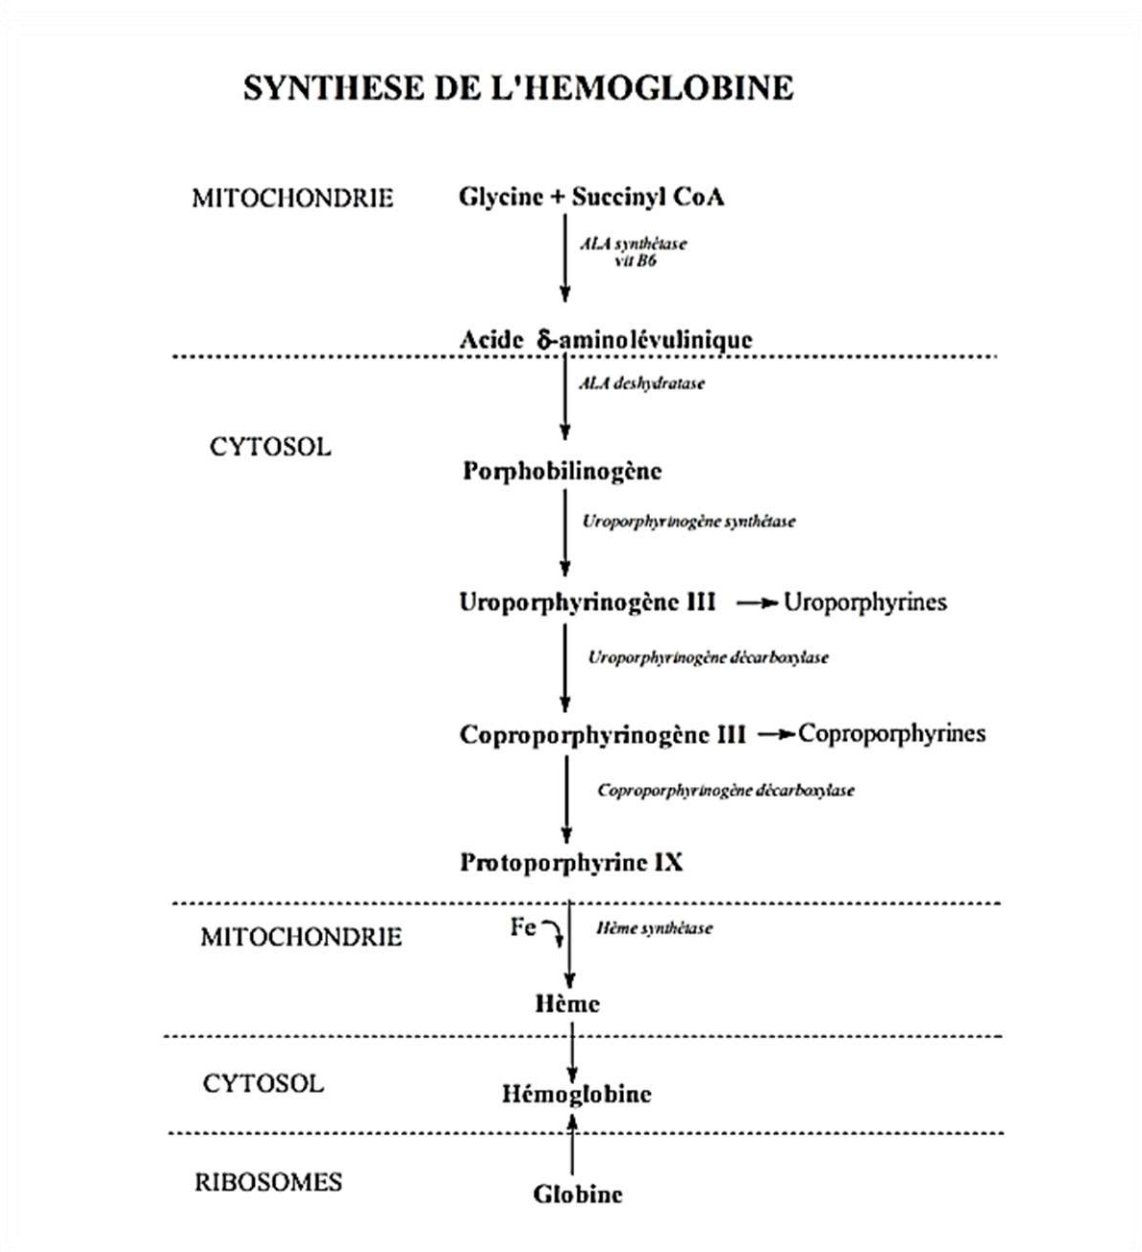 SYNTHESE DE L'HEMOGLOBINE
MITOCHONDRIE Glycine + Succinyl CoA
ALA synthétase
vit B6
Acide δ-aminolévulinique
ALA deshydratase
CYTOSOL
Porphobilinogène
Uroporphyrinogène synthétase
Uroporphyrinogène III Uroporphyrines
Uroporphyrinogène décarboxylase
Coproporphyrinogène III Coproporphyrines
Coproporphyrinogène décarboxylase
Protoporphyrine IX
MITOCHONDRIE Fe Hème synthètase
Hème
CYTOSOL
Hémoglobine
RIBOSOMES
Globine